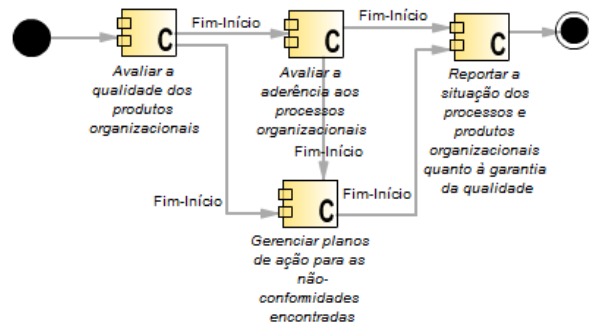 Fim-Início
Fim-Início
C
C
C
Avaliar a
qualidade dos
produtos
organizacionais
Avaliar a
aderência aos
processos
organizacionais
Reportar a
situação dos
processos e
produtos
organizacionais
quanto à garantia
da qualidade
Fim-Início
Fim-Início
Fim-Início
C
Gerenciar planos
de ação para as
não-
conformidades
encontradas